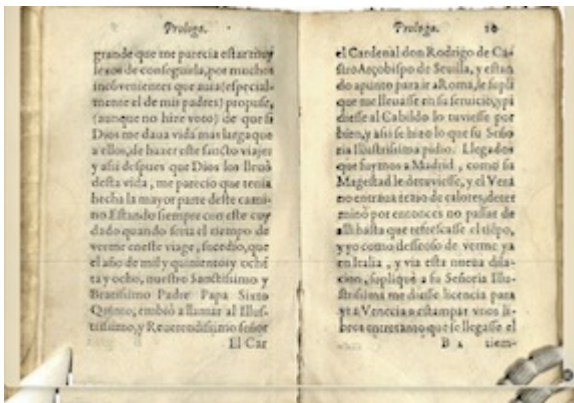 Prologo.
grande que me parecia estar muy
lexos de conseguirla, por muchos
inconvenientes que auia (especial-
mente el de mis padres) propuse,
(aunque no hize voto) de que si
Dios me daua vida mas larga que
a ellos, de hazer este sancto viaje,
y assi despues que Dios los lleuò
desta vida, me parecio que tenia
hecha la mayor parte deste cami-
no. Estando siempre con este cuy
dado quando seria el tiempo de
verme en este viage, sucedio, que
el año de mil y quinientos y ochē
ta y ocho, nuestro Sanctissimo y
Beatissimo Padre Papa Sixto
Quinto, embiò a llamar al Illus-
trissimo, y Reuerendissimo señor
El Car
Prologo. 10
el Cardenal don Rodrigo de Ca-
stro Arçobispo de Seuilla, y estan
do apunto para ir a Roma, le supli
que me lleuasse en su seruicio, y pi
diesse al Cabildo lo tuuiesse por
bien, y assi se hizo lo que su Seño
ria Illustrissima pidio. Llegados
que fuymos a Madrid, como su
Magestad le detuuiesse, y el Vera
no entraua rezio de calores, deter
minò por entonces no passar de
alli hasta que refrescasse el tiēpo,
y yo como desseoso de verme ya
en Italia, y via esta nueua dila-
cion, supliquè a su Señoria Illu-
strissima me diesse licencia para
yr a Venecia a estampar vnos li-
bros entretanto que se llegasse el
B 2 tiem-